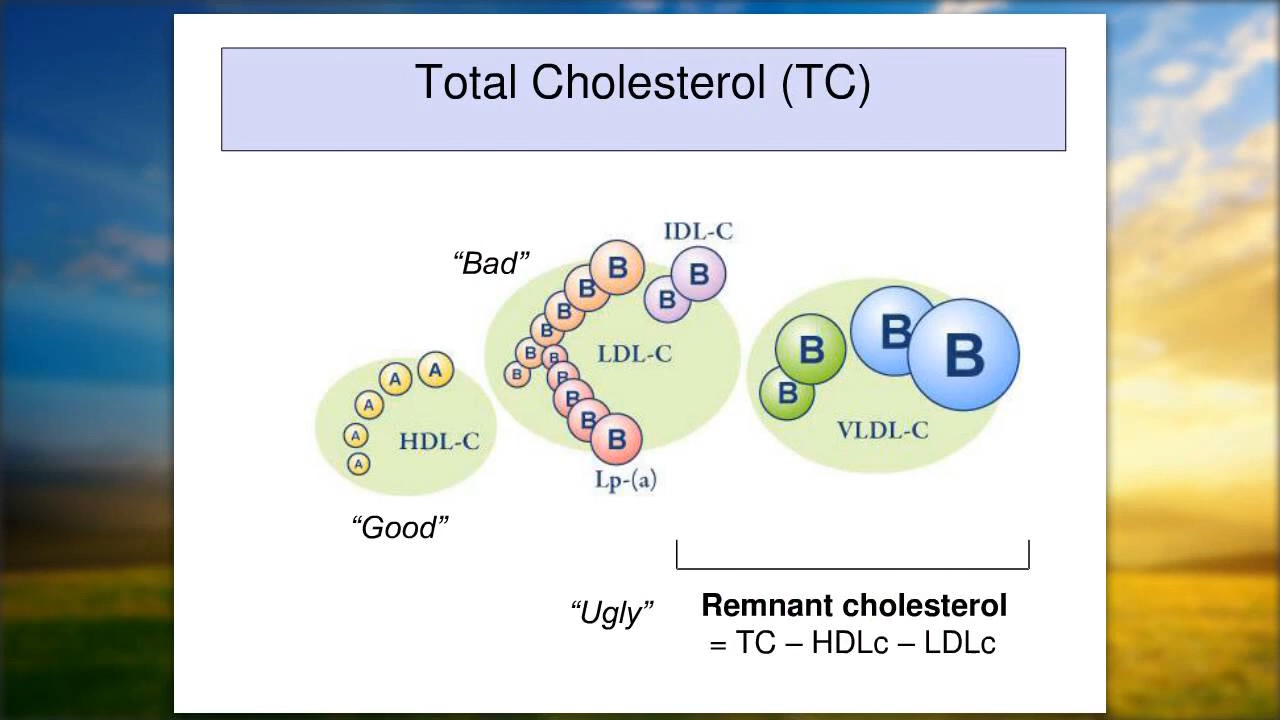 Total Cholesterol (TC)
IDL-C
“Bad”
B
B
B
B
B
B
B
B
B
B
B
B
B
B
LDL-C
B
B
B
B
VLDL-C
A
A
A
A
A
HDL-C
Lp-(a)
“Good”
“Ugly”
Remnant cholesterol
= TC – HDLc – LDLc